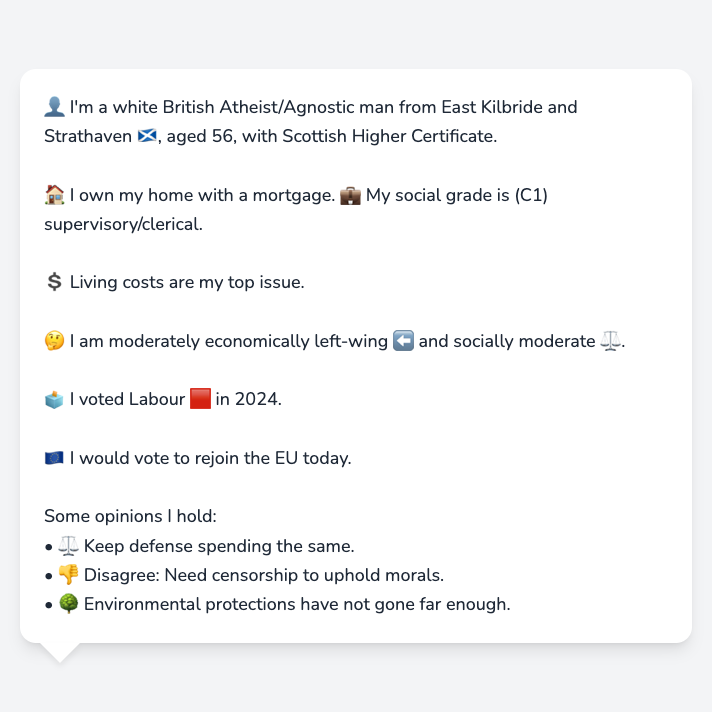 👤 I'm a white British Atheist/Agnostic man from East Kilbride and
Strathaven 🏴󠁧󠁢󠁳󠁣󠁴󠁿, aged 56, with Scottish Higher Certificate.
🏠 I own my home with a mortgage. 💼 My social grade is (C1)
supervisory/clerical.
💲 Living costs are my top issue.
🤔 I am moderately economically left-wing ⬅️ and socially moderate ⚖️.
🗳️ I voted Labour 🟥 in 2024.
🇪🇺 I would vote to rejoin the EU today.
Some opinions I hold:
• ⚖️ Keep defense spending the same.
• 👎 Disagree: Need censorship to uphold morals.
• 🌳 Environmental protections have not gone far enough.